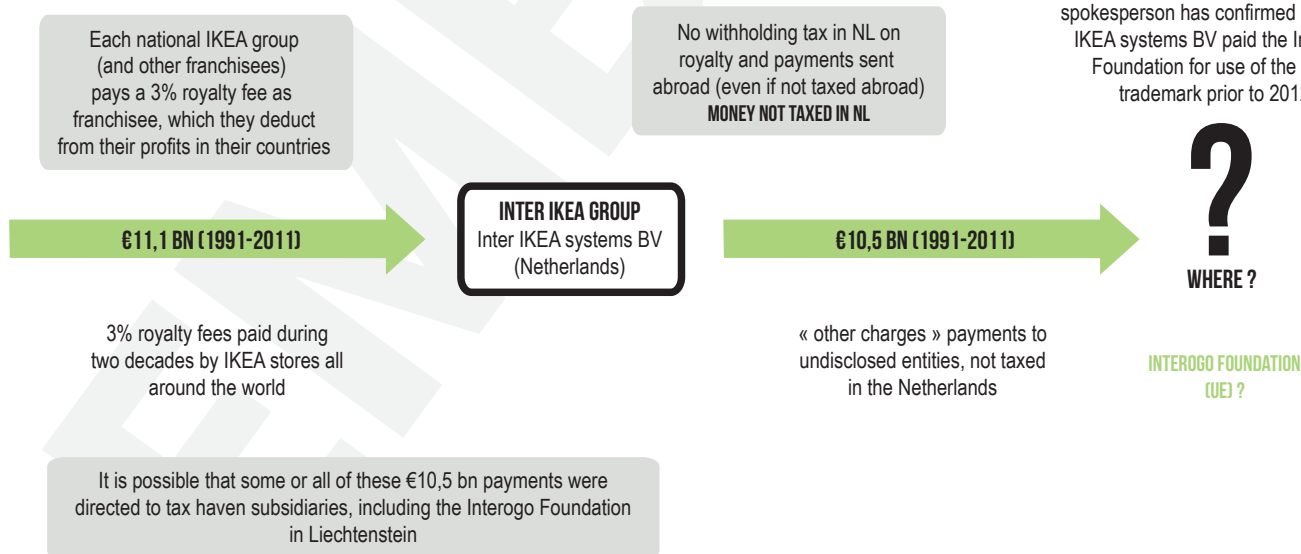 Each national IKEA group
(and other franchisees)
pays a 3% royalty fee as
franchisee, which they deduct
from their profits in their countries
No withholding tax in NL on
royalty and payments sent
abroad (even if not taxed abroad)
MONEY NOT TAXED IN NL
spokesperson has confirmed
IKEA systems BV paid the
Foundation for use of the
trademark prior to
€11,1 BN (1991-2011)
INTER IKEA GROUP
Inter IKEA systems BV
(Netherlands)
€10,5 BN (1991-2011)
?
WHERE ?
3% royalty fees paid during
two decades by IKEA stores all
around the world
« other charges » payments to
undisclosed entities, not taxed
in the Netherlands
INTEROGO FOUNDATION
(UE) ?
It is possible that some or all of these €10,5 bn payments were
directed to tax haven subsidiaries, including the Interogo Foundation
in Liechtenstein